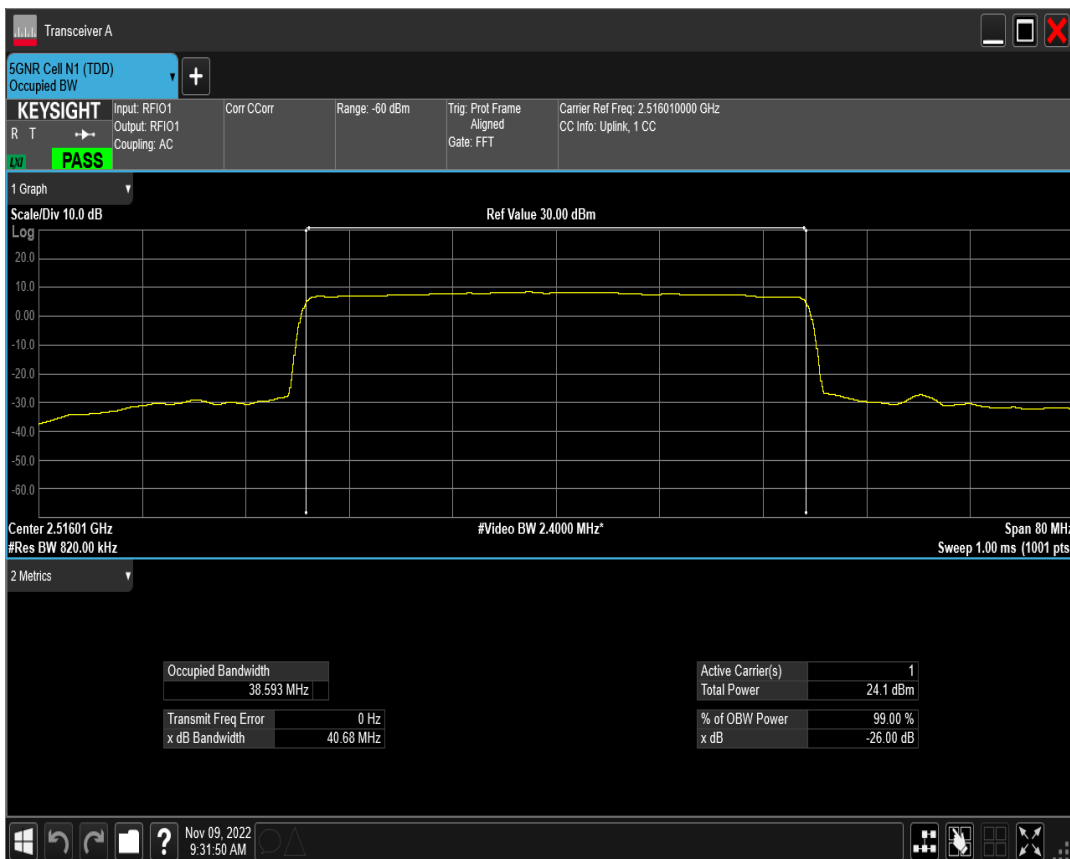 Transceiver A
5GNR Cell N1 (TDD)
Occupied BW
+
KEYSIGHT
R T
LXI
PASS
Input: RFIO1
Output: RFIO1
Coupling: AC
Corr CCorr
Range: -60 dBm
Trig: Prot Frame
Aligned
Gate: FFT
Carrier Ref Freq: 2.516010000 GHz
CC Info: Uplink, 1 CC
1 Graph
Scale/Div 10.0 dB
Ref Value 30.00 dBm
Log
20.0
10.0
0.00
-10.0
-20.0
-30.0
-40.0
-50.0
-60.0
Center 2.51601 GHz
#Video BW 2.4000 MHz*
Span 80 MHz
#Res BW 820.00 kHz
Sweep 1.00 ms (1001 pts
2 Metrics
Occupied Bandwidth
38.593 MHz
Transmit Freq Error 0 Hz
x dB Bandwidth 40.68 MHz
Active Carrier(s) 1
Total Power 24.1 dBm
% of OBW Power 99.00 %
x dB -26.00 dB
?
Nov 09, 2022
9:31:50 AM